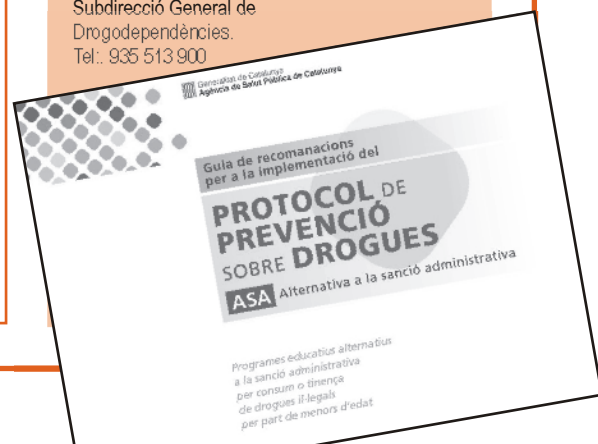 Subdirecció General de
Drogodependències.
Tel:. 935 513 900
Generalitat de Catalunya
Agència de Salut Pública de Catalunya
Guia de recomanacions
per a la implementació del
PROTOCOL DE
PREVENCIÓ
SOBRE DROGUES
ASA Alternativa a la sanció administrativa
Programes educatius alternatius
a la sanció administrativa
per consum o tinença
de drogues il·legals
per part de menors d'edat